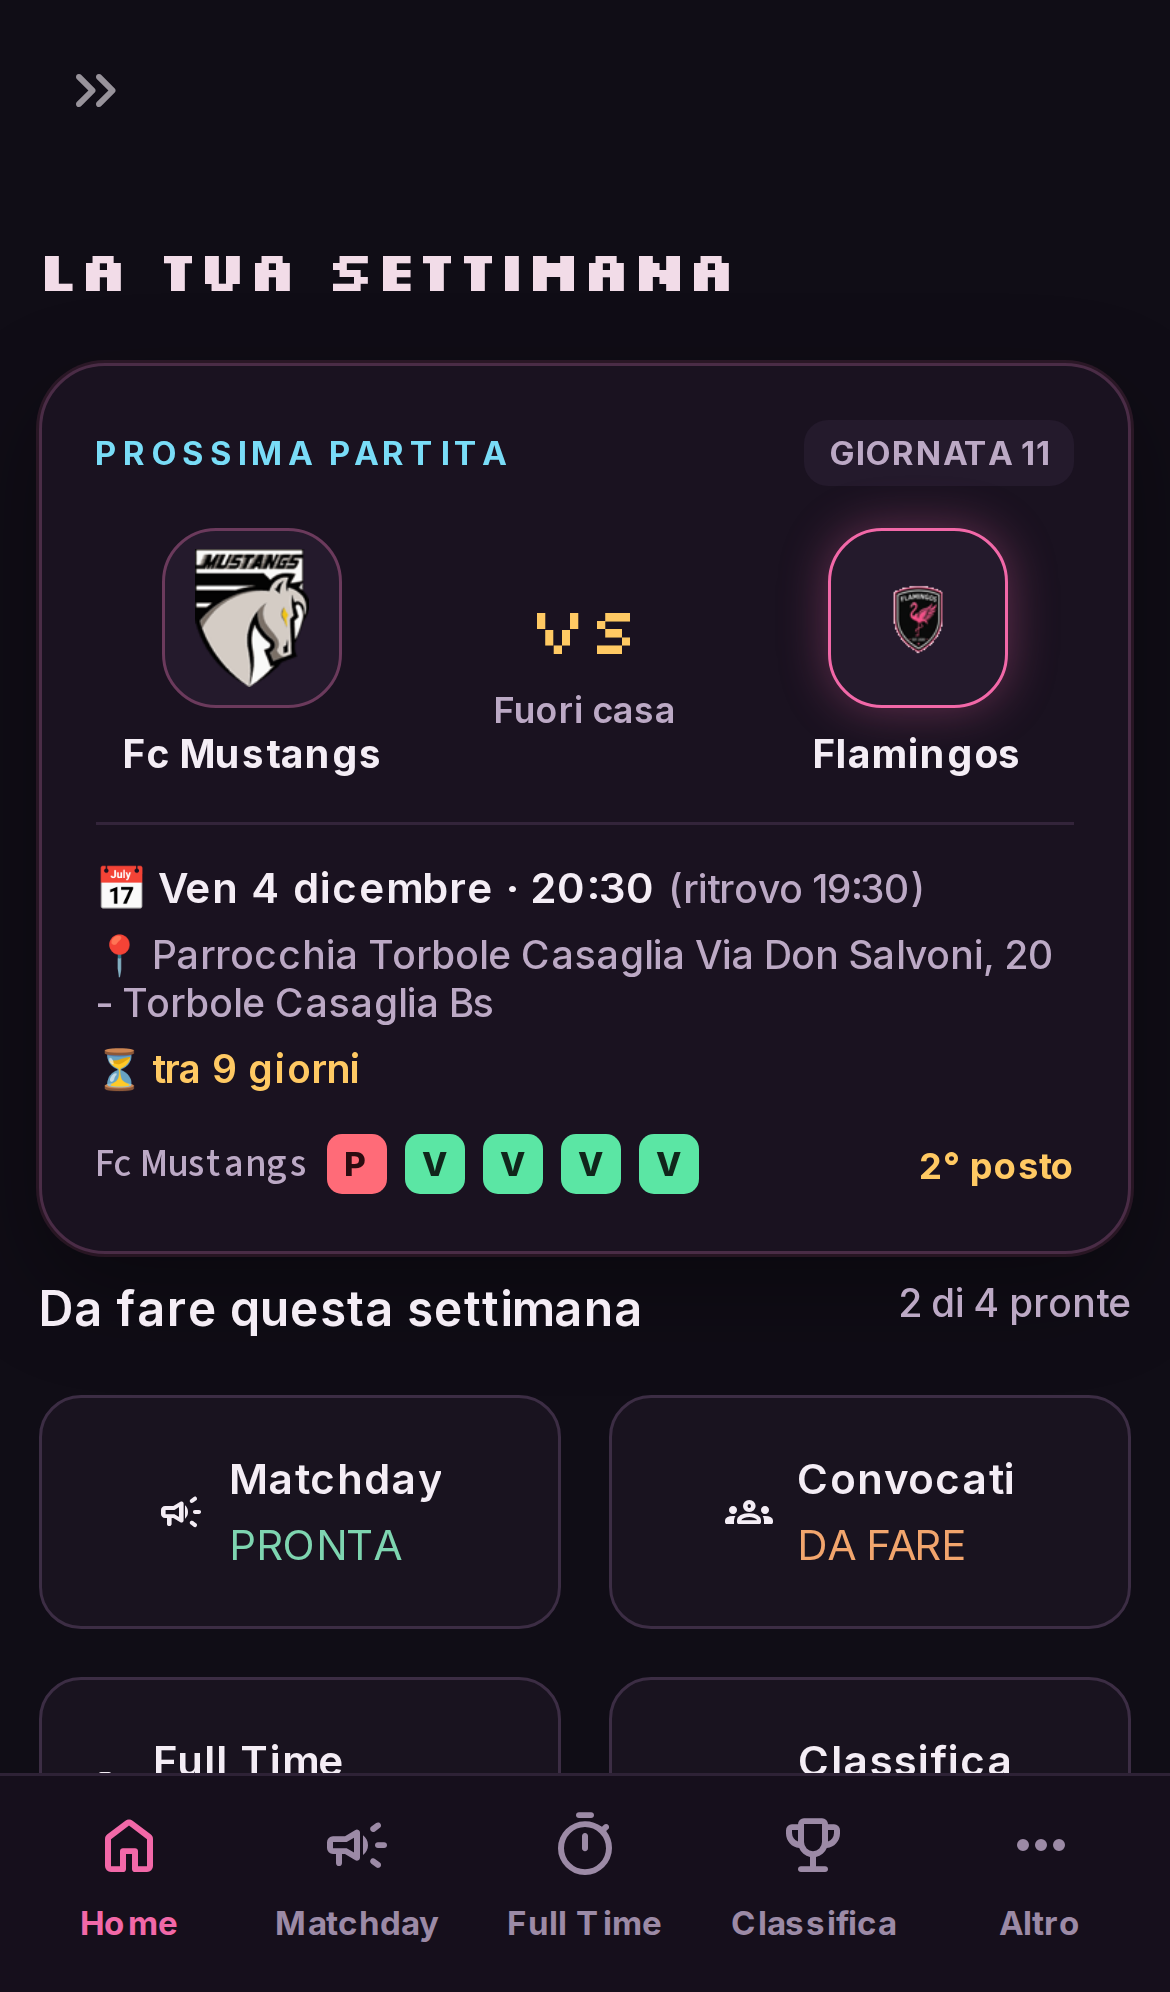 LA TUA SETTIMANA
PROSSIMA PARTITA
GIORNATA 11
MUSTANGS
FLAMINGOS
VS
Fuori casa
Fc Mustangs
Flamingos
July 17 Ven 4 dicembre · 20:30 (ritrovo 19:30)
Parrocchia Torbole Casaglia Via Don Salvoni, 20
- Torbole Casaglia Bs
tra 9 giorni
Fc Mustangs P V V V V 2° posto
Da fare questa settimana
2 di 4 pronte
Matchday
PRONTA
Convocati
DA FARE
Full Time
Classifica
Home
Matchday
Full Time
Classifica
Altro